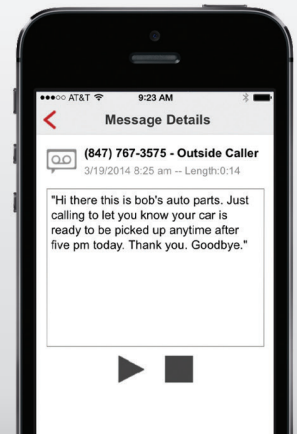 AT&T 9:23 AM
Message Details
(847) 767-3575 - Outside Caller
3/19/2014 8:25 am -- Length:0:14
"Hi there this is bob's auto parts. Just
calling to let you know your car is
ready to be picked up anytime after
five pm today. Thank you. Goodbye."